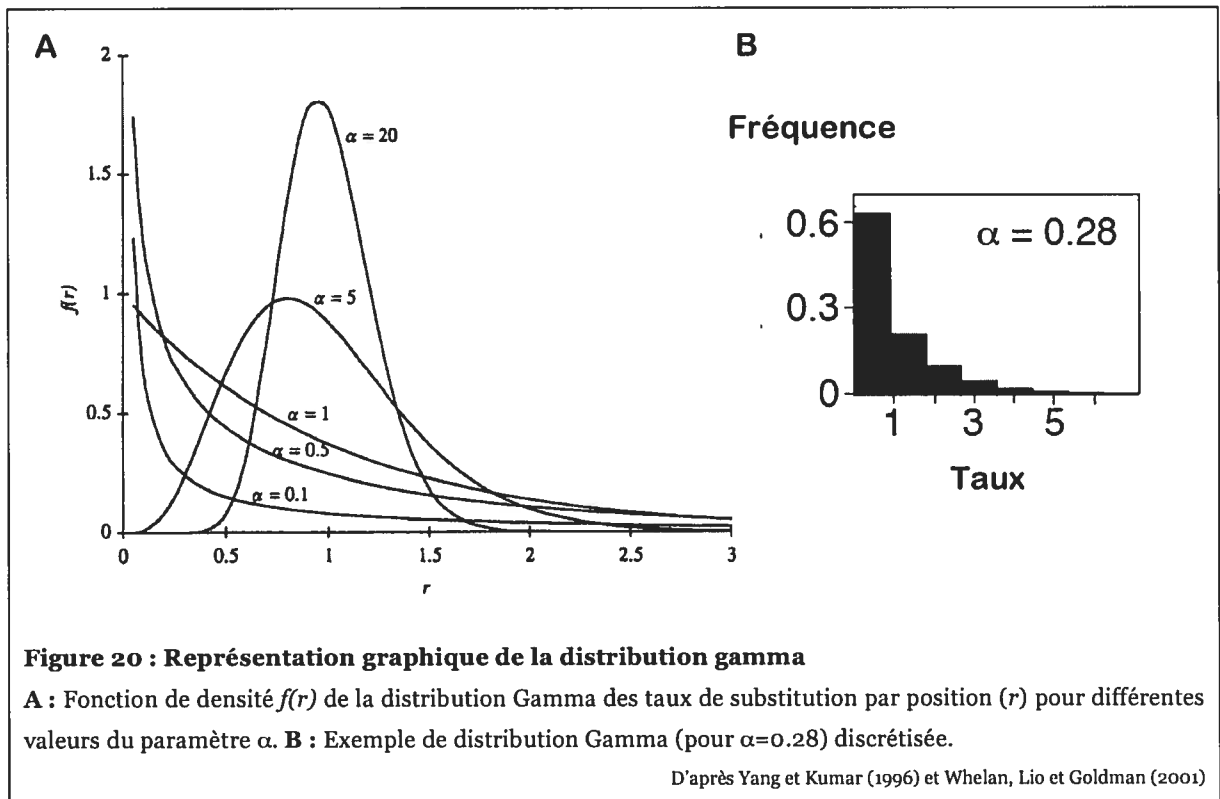 A
2
1.5
1
0.5
0
f(r)
α = 20
α = 5
α = 1
α = 0.5
α = 0.1
0 0.5 1 1.5 2 2.5 3
r
B
Fréquence
0.6
0.3
0
α = 0.28
1 3 5
Taux
Figure 20 : Représentation graphique de la distribution gamma
A : Fonction de densité f(r) de la distribution Gamma des taux de substitution par position (r) pour différentes
valeurs du paramètre α. B : Exemple de distribution Gamma (pour α=0.28) discrétisée.
D'après Yang et Kumar (1996) et Whelan, Lio et Goldman (2001)